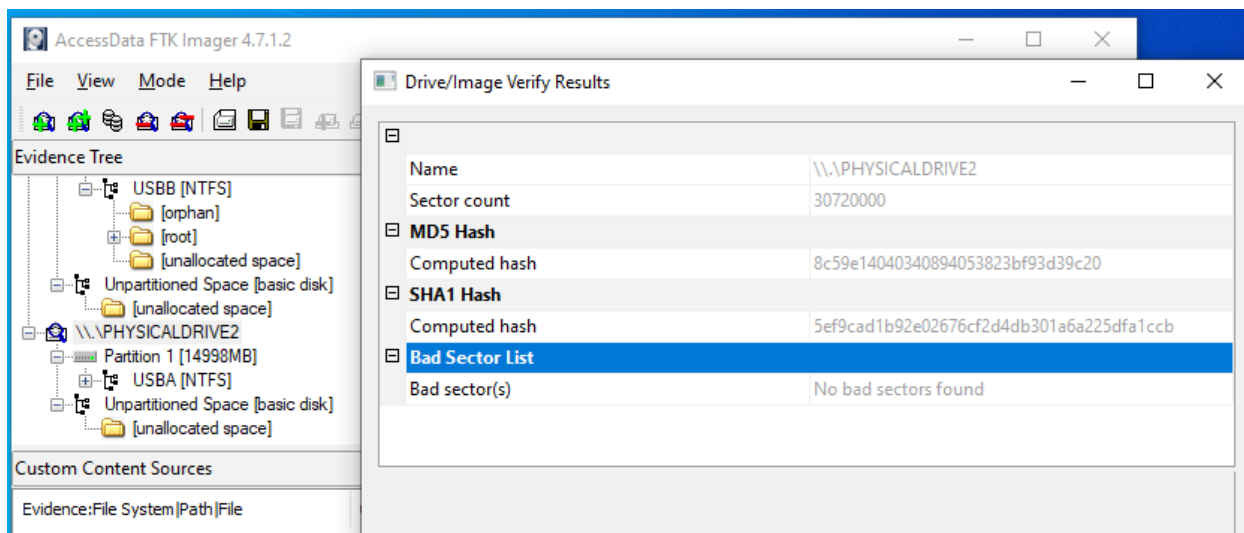 AccessData FTK Imager 4.7.1.2
File View Mode Help
Evidence Tree
USBB [NTFS]
[orphan]
[root]
[unallocated space]
Unpartitioned Space [basic disk]
[unallocated space]
\\.\PHYSICALDRIVE2
Partition 1 [14998MB]
USBA [NTFS]
Unpartitioned Space [basic disk]
[unallocated space]
Custom Content Sources
Evidence:File System|Path|File
Drive/Image Verify Results
Name \\.\PHYSICALDRIVE2
Sector count 30720000
MD5 Hash
Computed hash 8c59e14040340894053823bf93d39c20
SHA1 Hash
Computed hash 5ef9cad1b92e02676cf2d4db301a6a225dfa1ccb
Bad Sector List
Bad sector(s) No bad sectors found